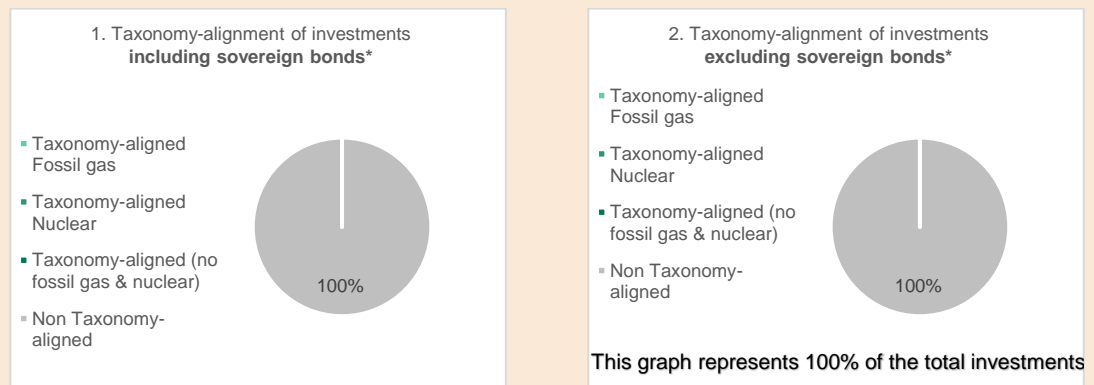 1. Taxonomy-alignment of investments
including sovereign bonds*
Taxonomy-aligned
Fossil gas
Taxonomy-aligned
Nuclear
Taxonomy-aligned (no
fossil gas & nuclear)
Non Taxonomy-
aligned
100%
2. Taxonomy-alignment of investments
excluding sovereign bonds*
Taxonomy-aligned
Fossil gas
Taxonomy-aligned
Nuclear
Taxonomy-aligned (no
fossil gas & nuclear)
Non Taxonomy-
aligned
100%
This graph represents 100% of the total investments